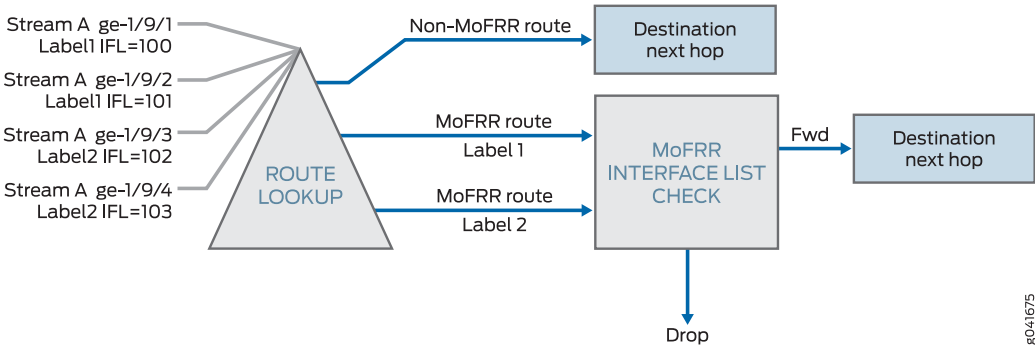 Stream A ge-1/9/1
Label1 IFL=100
Stream A ge-1/9/2
Label1 IFL=101
Stream A ge-1/9/3
Label2 IFL=102
Stream A ge-1/9/4
Label2 IFL=103
ROUTE
LOOKUP
Non-MoFRR route
Destination
next hop
MoFRR route
Label 1
MoFRR route
Label 2
MoFRR
INTERFACE LIST
CHECK
Fwd
Destination
next hop
Drop
g041675